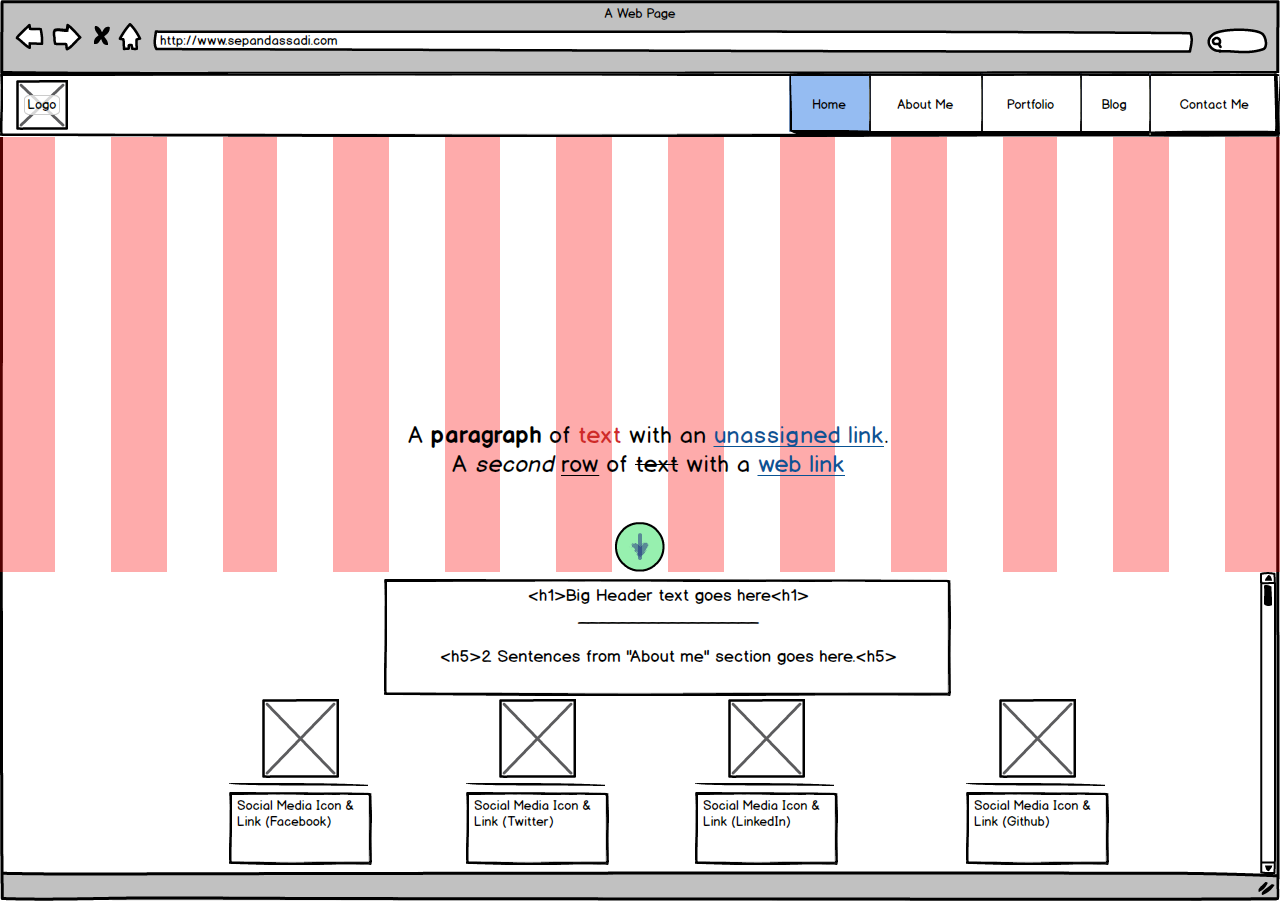 A Web Page
http://www.sepandassadi.com
Logo
Home
About Me
Portfolio
Blog
Contact Me
A paragraph of text with an unassigned link.
A second row of text with a web link
<h1>Big Header text goes here<h1>
<h5>2 Sentences from "About me" section goes here.<h5>
Social Media Icon &
Link (Facebook)
Social Media Icon &
Link (Twitter)
Social Media Icon &
Link (LinkedIn)
Social Media Icon &
Link (Github)